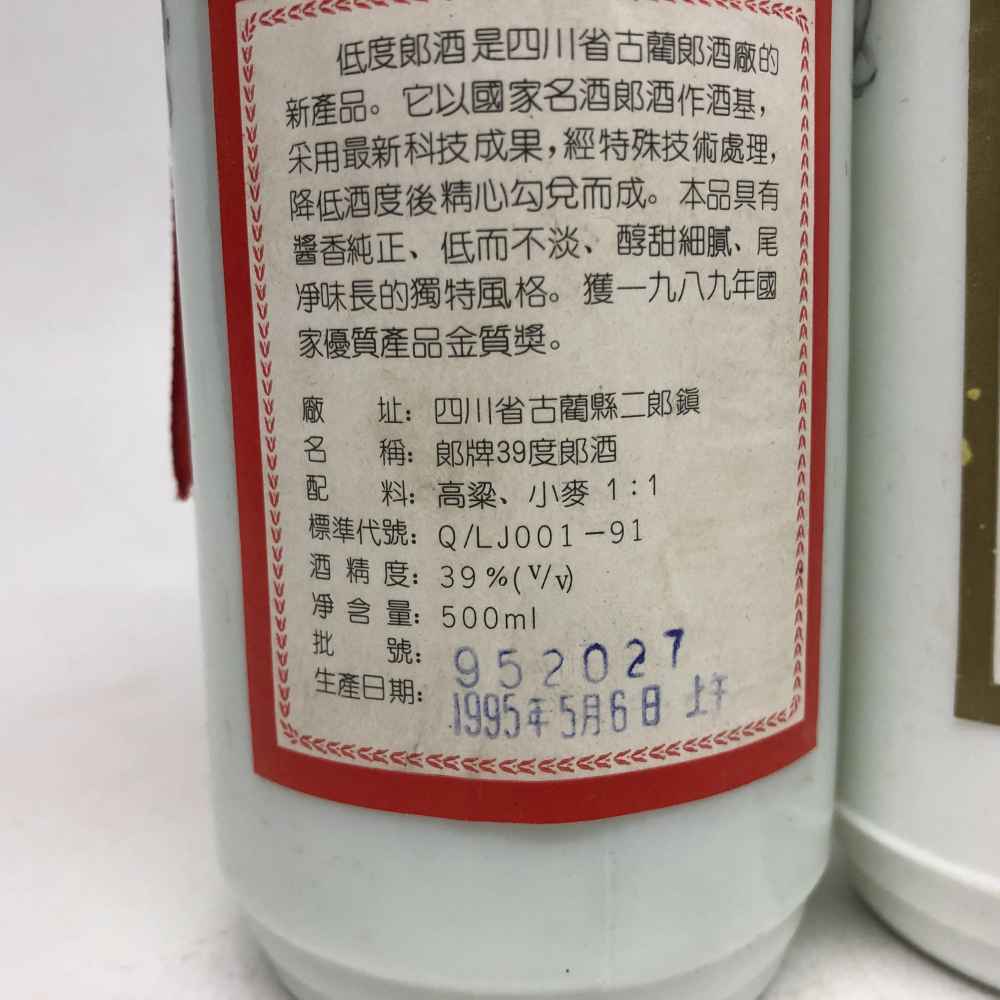 低度郎酒是四川省古藺郎酒廠的
新產品。它以國家名酒郎酒作酒基，
采用最新科技成果，經特殊技術處理，
降低酒度後精心勾兌而成。本品具有
醬香純正、低而不淡、醇甜細膩、尾
凈味長的獨特風格。獲一九八九年國
家優質產品金質獎。
廠 址：四川省古藺縣二郎鎮
名 稱：郎牌39度郎酒
配 料：高粱、小麥 1:1
標準代號：Q/LJ001-91
酒精度：39%(V/v)
凈含量：500ml
批 號：952027
生產日期：1995年5月6日 上午